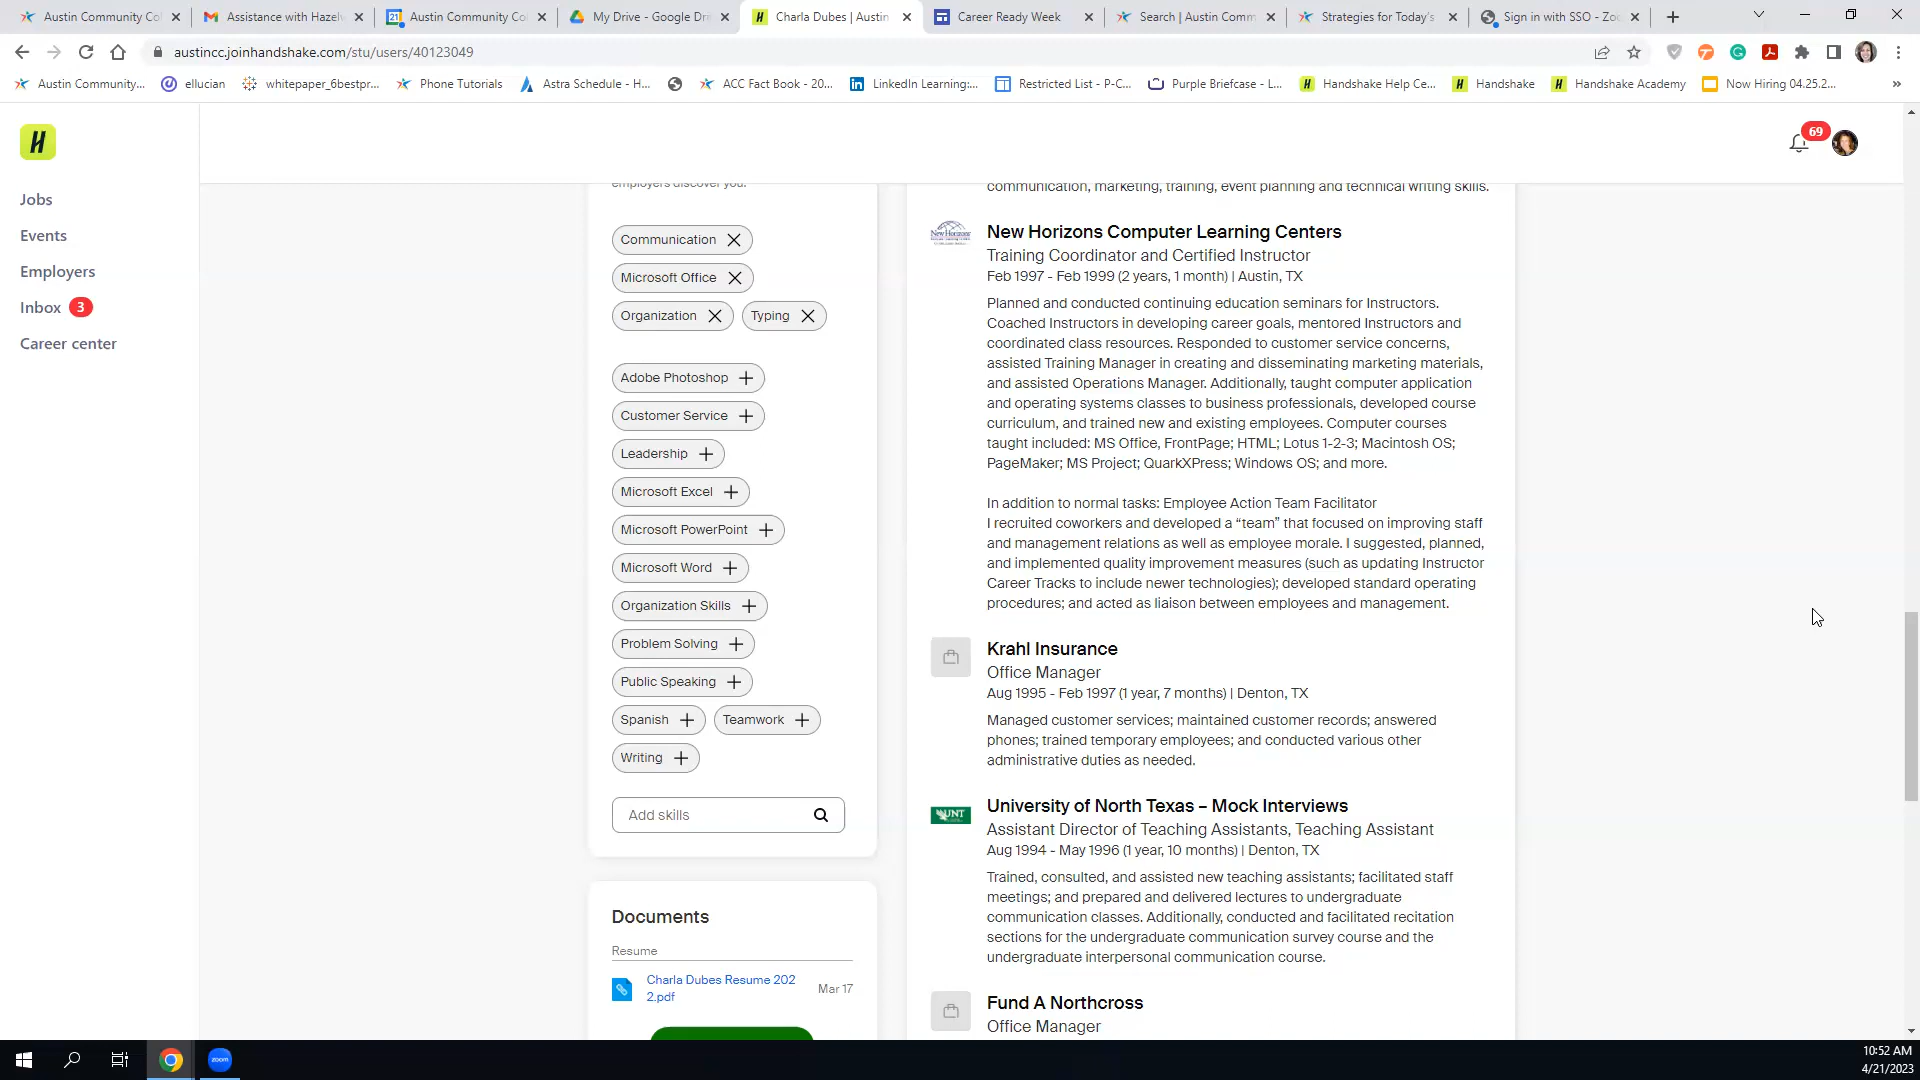 Austin Community Co
Assistance with Hazelw
21
Austin Community Co
My Drive - Google Dri
Charla Dubes | Austin
Career Ready Week
Search | Austin Comm
Strategies for Today's
Sign in with SSO - Zoo
austincc.joinhandshake.com/stu/users/40123049
Austin Community...
ellucian
whitepaper_6bestpr...
Phone Tutorials
Astra Schedule - H...
ACC Fact Book - 20...
LinkedIn Learning:...
Restricted List - P-C...
Purple Briefcase - L...
Handshake Help Ce...
Handshake
Handshake Academy
Now Hiring 04.25.2...
»
69
Jobs
Events
Employers
Inbox 3
Career center
employers discover you.
Communication
Microsoft Office
Organization
Typing
Adobe Photoshop
Customer Service
Leadership
Microsoft Excel
Microsoft PowerPoint
Microsoft Word
Organization Skills
Problem Solving
Public Speaking
Spanish
Teamwork
Writing
Add skills
Documents
Resume
Charla Dubes Resume 202
2.pdf
Mar 17
communication, marketing, training, event planning and technical writing skills.
New Horizons
New Horizons Computer Learning Centers
Training Coordinator and Certified Instructor
Feb 1997 - Feb 1999 (2 years, 1 month) | Austin, TX
Planned and conducted continuing education seminars for Instructors.
Coached Instructors in developing career goals, mentored Instructors and
coordinated class resources. Responded to customer service concerns,
assisted Training Manager in creating and disseminating marketing materials,
and assisted Operations Manager. Additionally, taught computer application
and operating systems classes to business professionals, developed course
curriculum, and trained new and existing employees. Computer courses
taught included: MS Office, FrontPage; HTML; Lotus 1-2-3; Macintosh OS;
PageMaker; MS Project; QuarkXPress; Windows OS; and more.
In addition to normal tasks: Employee Action Team Facilitator
I recruited coworkers and developed a “team” that focused on improving staff
and management relations as well as employee morale. I suggested, planned,
and implemented quality improvement measures (such as updating Instructor
Career Tracks to include newer technologies); developed standard operating
procedures; and acted as liaison between employees and management.
Krahl Insurance
Office Manager
Aug 1995 - Feb 1997 (1 year, 7 months) | Denton, TX
Managed customer services; maintained customer records; answered
phones; trained temporary employees; and conducted various other
administrative duties as needed.
UNT
University of North Texas – Mock Interviews
Assistant Director of Teaching Assistants, Teaching Assistant
Aug 1994 - May 1996 (1 year, 10 months) | Denton, TX
Trained, consulted, and assisted new teaching assistants; facilitated staff
meetings; and prepared and delivered lectures to undergraduate
communication classes. Additionally, conducted and facilitated recitation
sections for the undergraduate communication survey course and the
undergraduate interpersonal communication course.
Fund A Northcross
Office Manager
zoom
10:52 AM
4/21/2023